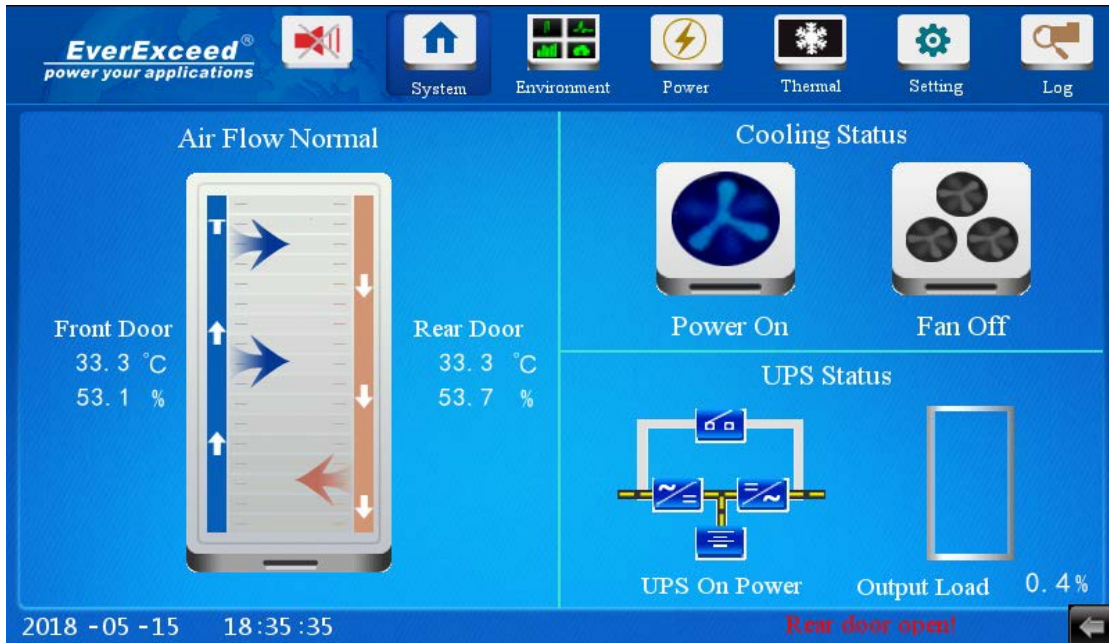 EverExceed®
power your applications
System
Environment
Power
Thermal
Setting
Log
Air Flow Normal
Front Door
33.3 °C
53.1 %
Rear Door
33.3 °C
53.7 %
Cooling Status
Power On
Fan Off
UPS Status
UPS On Power
Output Load 0.4%
2018-05-15 18:35:35
Rear door open!